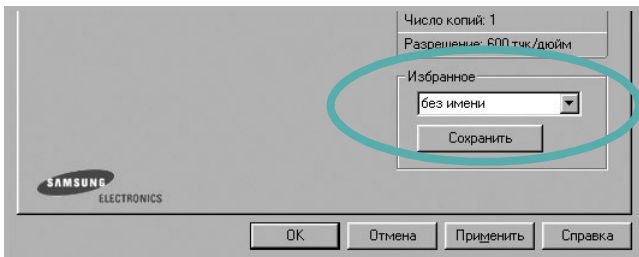 Число копий: 1
Разрешение: 600 тчк/дюйм
Избранное
без имени
Сохранить
SAMSUNG
ELECTRONICS
OK Отмена Применить Справка